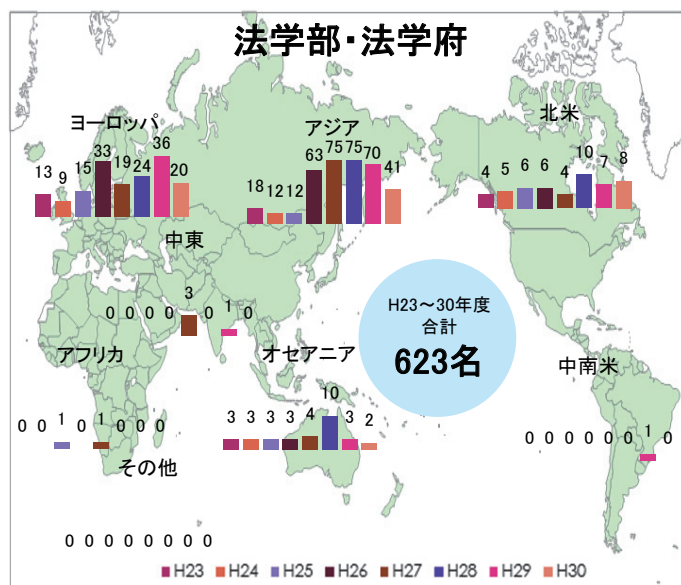 法学部・法学府
ヨーロッパ
13 9 15 33 19 24 36 20
アジア
18 12 12 63 75 75 70 41
北米
4 5 6 6 4 10 7 8
中東
0 0 0 0 3 0 1 0
H23～30年度
合計
623名
アフリカ
0 0 1 0 1 0 0 0
オセアニア
3 3 3 3 4 10 3 2
中南米
0 0 0 0 0 0 1 0
その他
0 0 0 0 0 0 0 0
H23 H24 H25 H26 H27 H28 H29 H30